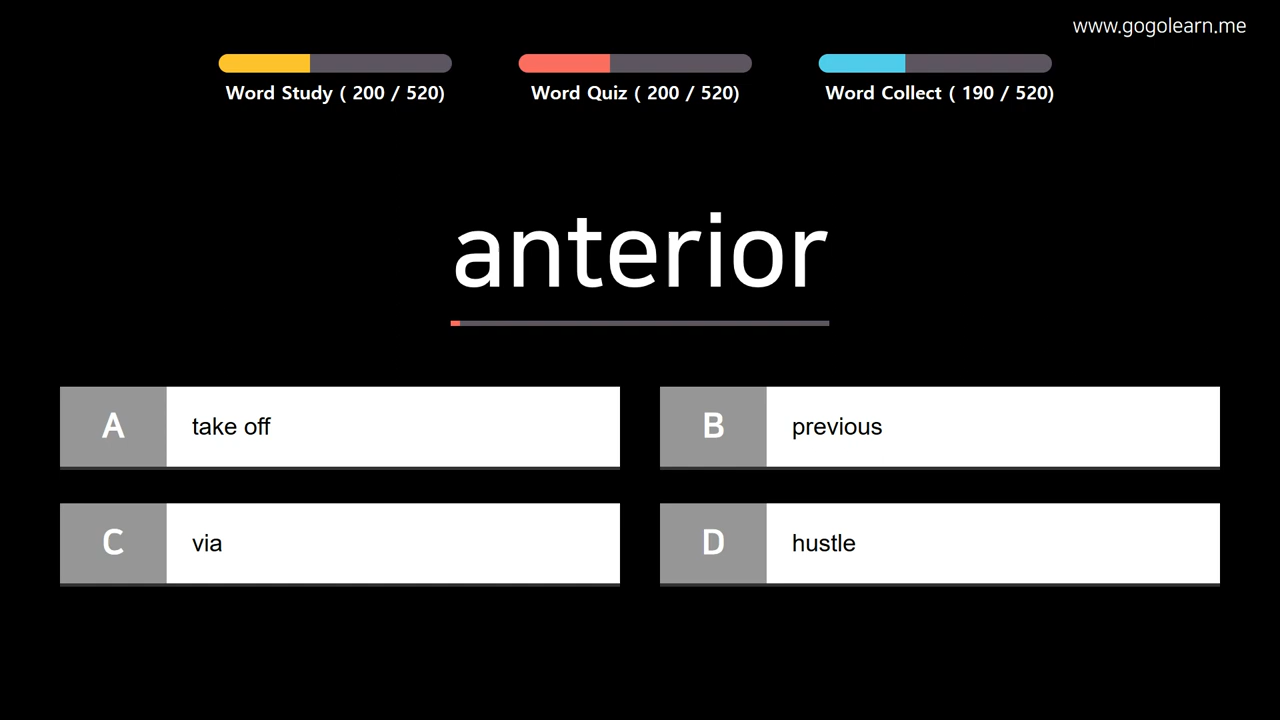 www.gogolearn.me
Word Study ( 200 / 520)
Word Quiz ( 200 / 520)
Word Collect ( 190 / 520)
anterior
A
take off
B
previous
C
via
D
hustle